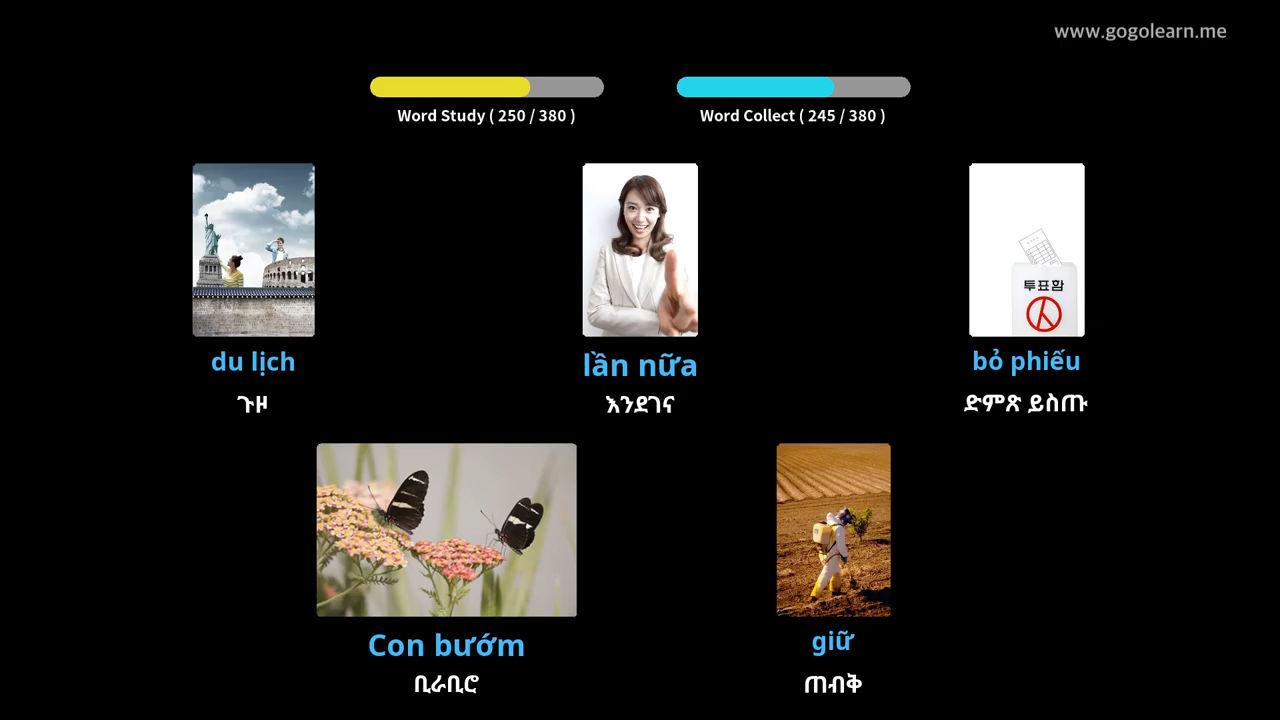 www.gogolearn.me
Word Study ( 250 / 380 )
Word Collect ( 245 / 380 )
투표함
du lịch
lần nữa
bỏ phiếu
ጉዞ
እንደገና
ድምጽ ይስጡ
Con bướm
giữ
ቢራቢሮ
ጠብቅ